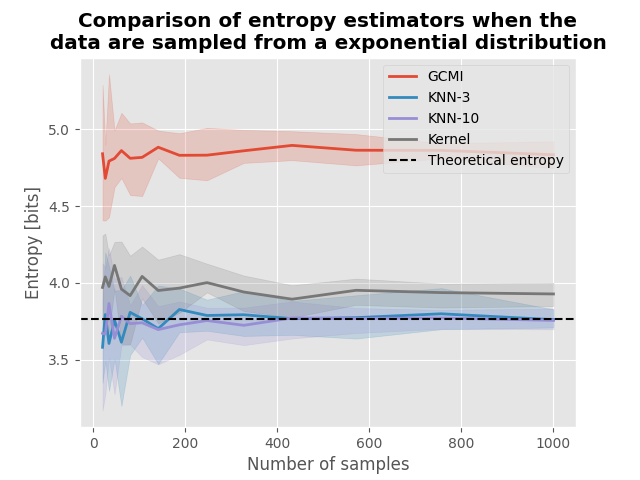 Comparison of entropy estimators when the
data are sampled from a exponential distribution
GCMI
KNN-3
KNN-10
Kernel
Theoretical entropy
Entropy [bits]
5.0
4.5
4.0
3.5
0
200
400
600
800
1000
Number of samples